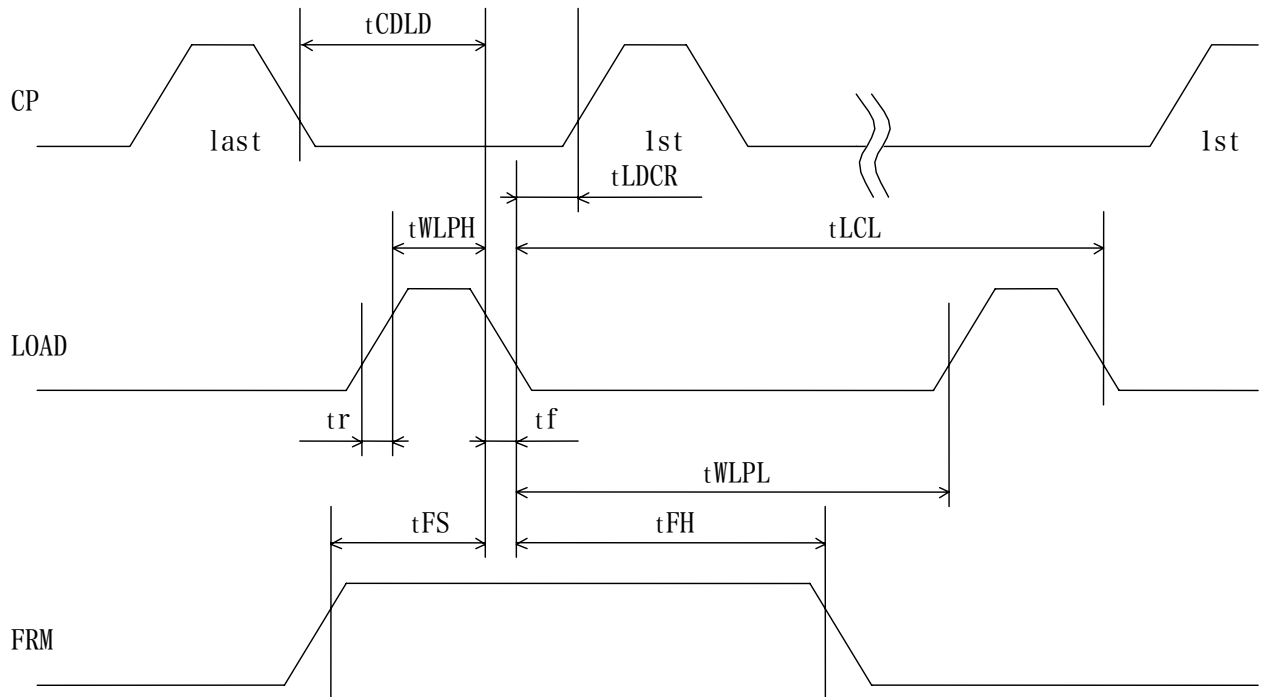 tCDLD
CP
last
1st
1st
tLDCR
tWLPH
tLCL
LOAD
tr
tf
tWLPL
tFS
tFH
FRM